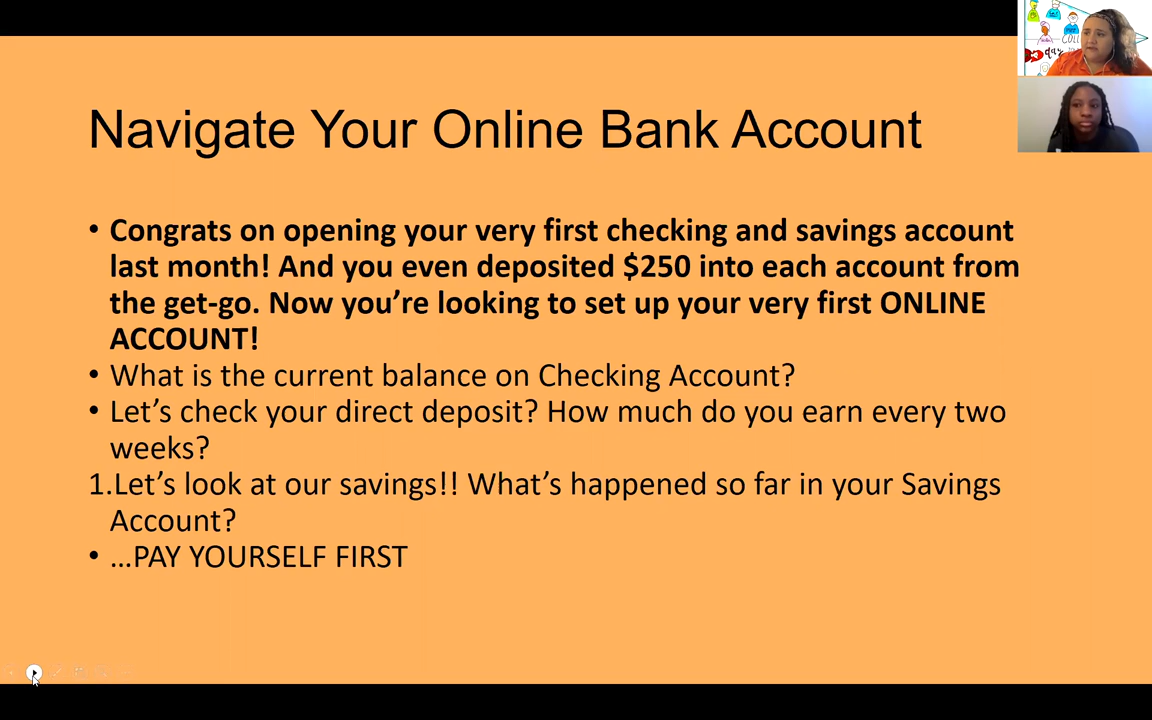 Navigate Your Online Bank Account
• Congrats on opening your very first checking and savings account
last month! And you even deposited $250 into each account from
the get-go. Now you’re looking to set up your very first ONLINE
ACCOUNT!
• What is the current balance on Checking Account?
• Let’s check your direct deposit? How much do you earn every two
weeks?
1.Let’s look at our savings!! What’s happened so far in your Savings
Account?
• …PAY YOURSELF FIRST